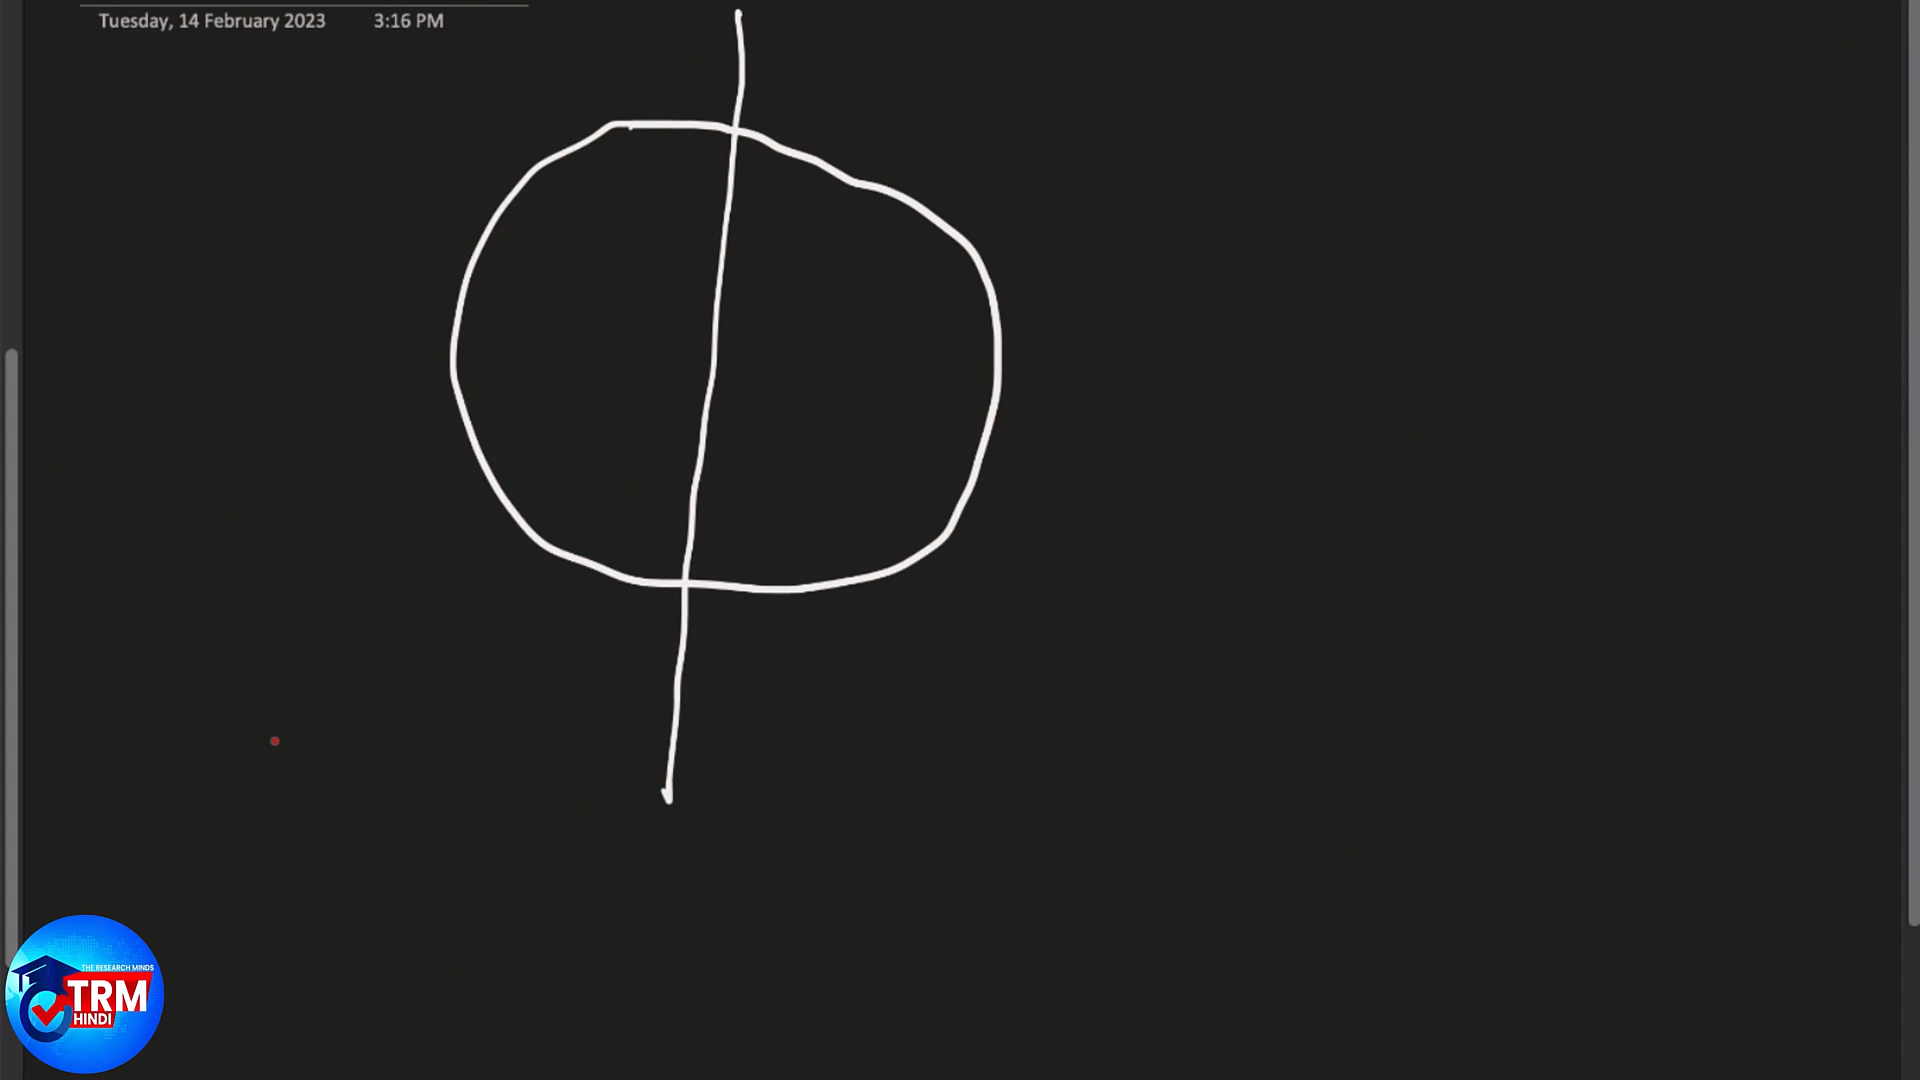 Tuesday, 14 February 2023 3:16 PM
THE RESEARCH MINDS
TRM
HINDI